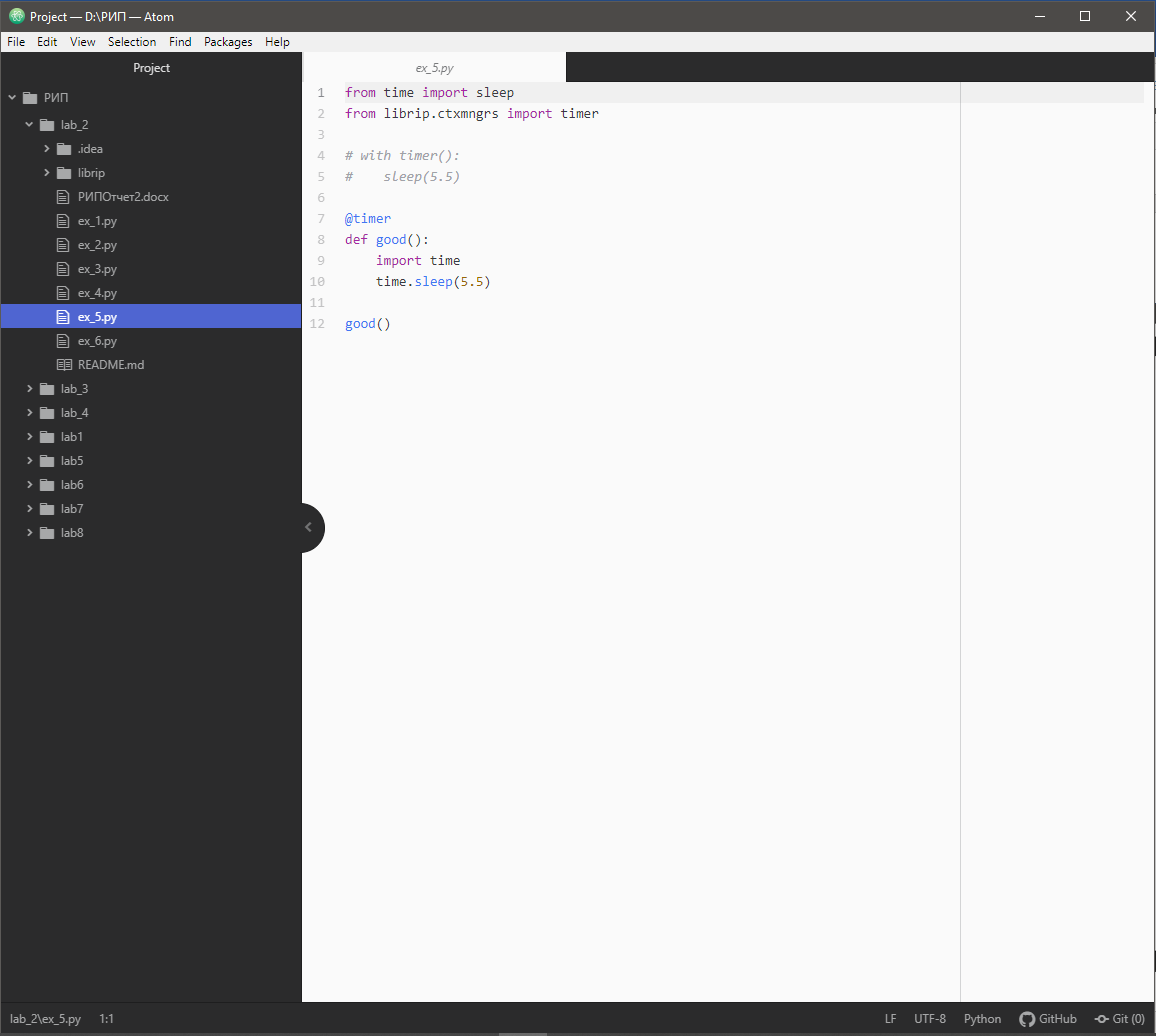 Project — D:\РИП — Atom
File Edit View Selection Find Packages Help
Project
РИП
lab_2
.idea
librip
РИПОтчет2.docx
ex_1.py
ex_2.py
ex_3.py
ex_4.py
ex_5.py
ex_6.py
README.md
lab_3
lab_4
lab1
lab5
lab6
lab7
lab8
ex_5.py
1 from time import sleep
2 from librip.ctxmngrs import timer
3
4 # with timer():
5 #    sleep(5.5)
6
7 @timer
8 def good():
9     import time
10     time.sleep(5.5)
11
12 good()
lab_2\ex_5.py 1:1 LF UTF-8 Python GitHub Git (0)